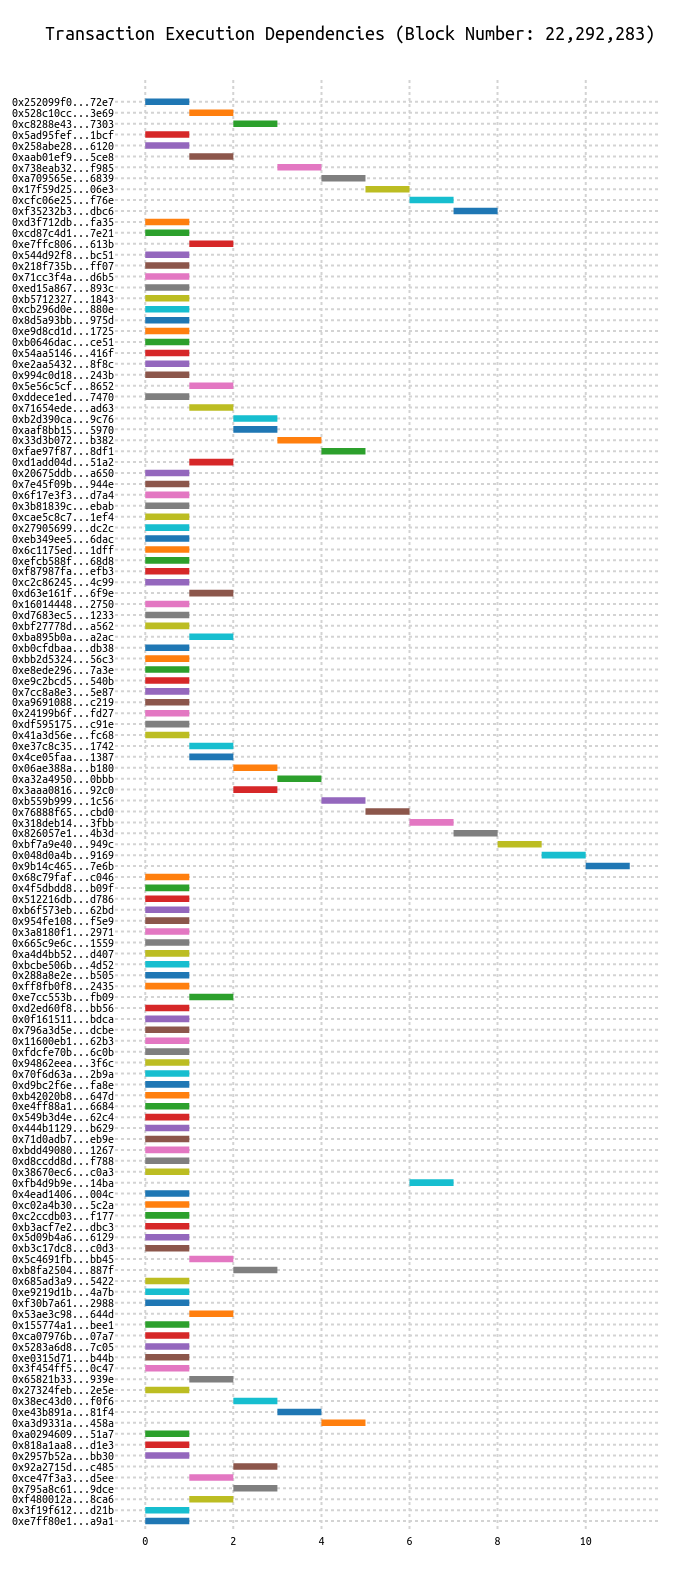 Transaction Execution Dependencies (Block Number: 22,292,283)
0x252099f0...72e7
0x528c10cc...3e69
0xc8288e43...7303
0x5ad95fef...1bcf
0x258abe28...6120
0xaab01ef9...5ce8
0x738eab32...f985
0xa709565e...6839
0x17f59d25...06e3
0xcfc06e25...f76e
0xf35232b3...dbc6
0xd3f712db...fa35
0xcd87c4d1...7e21
0xe7ffc806...613b
0x544d92f8...bc51
0x218f735b...ff07
0x71cc3f4a...d6b5
0xed15a867...893c
0xb5712327...1843
0xcb296d0e...880e
0x8d5a93bb...975d
0xe9d8cd1d...1725
0xb0646dac...ce51
0x54aa5146...416f
0xe2aa5432...8f8c
0x994c0d18...243b
0x5e56c5cf...8652
0xddece1ed...7470
0x71654ede...ad63
0xb2d390ca...9c76
0xaaf8bb15...5970
0x33d3b072...b382
0xfae97f87...8df1
0xd1add04d...51a2
0x20675ddb...a650
0x7e45f09b...944e
0x6f17e3f3...d7a4
0x3b81839c...ebab
0xcae5c8c7...1ef4
0x27905699...dc2c
0xeb349ee5...6dac
0x6c1175ed...1dff
0xefcb588f...68d8
0xf87987fa...efb3
0xc2c86245...4c99
0xd63e161f...6f9e
0x16014448...2750
0xd7683ec5...1233
0xbf27778d...a562
0xba895b0a...a2ac
0xb0cfdbaa...db38
0xbb2d5324...56c3
0xe8ede296...7a3e
0xe9c2bcd5...540b
0x7cc8a8e3...5e87
0xa9691088...c219
0x24199b6f...fd27
0xdf595175...c91e
0x41a3d56e...fc68
0xe37c8c35...1742
0x4ce05faa...1387
0x06ae388a...b180
0xa32a4950...0bbb
0x3aaa0816...92c0
0xb559b999...1c56
0x76888f65...cbd0
0x318deb14...3fbb
0x826057e1...4b3d
0xbf7a9e40...949c
0x048d0a4b...9169
0x9b14c465...7e6b
0x68c79faf...c046
0x4f5dbdd8...b09f
0x512216db...d786
0xb6f573eb...62bd
0x954fe108...f5e9
0x3a8180f1...2971
0x665c9e6c...1559
0xa4d4bb52...d407
0xbcbe506b...4d52
0x288a8e2e...b505
0xff8fb0f8...2435
0xe7cc553b...fb09
0xd2ed60f8...bb56
0x0f161511...bdca
0x796a3d5e...dcbe
0x11600eb1...62b3
0xfdcfe70b...6c0b
0x94862eea...3f6c
0x70f6d63a...2b9a
0xd9bc2f6e...fa8e
0xb42020b8...647d
0xe4ff88a1...6684
0x549b3d4e...62c4
0x444b1129...b629
0x71d0adb7...eb9e
0xbdd49080...1267
0xd8ccdd8d...f788
0x38670ec6...c0a3
0xfb4d9b9e...14ba
0x4ead1406...004c
0xc02a4b30...5c2a
0xc2ccdb03...f177
0xb3acf7e2...dbc3
0x5d09b4a6...6129
0xb3c17dc8...c0d3
0x5c4691fb...bb45
0xb8fa2504...887f
0x685ad3a9...5422
0xe9219d1b...4a7b
0xf30b7a61...2988
0x53ae3c98...644d
0x155774a1...bee1
0xca07976b...07a7
0x5283a6d8...7c05
0xe0315d71...b44b
0x3f454ff5...0c47
0x65821b33...939e
0x27324feb...2e5e
0x38ec43d0...f0f6
0xe43b891a...81f4
0xa3d9331a...458a
0xa0294609...51a7
0x818a1aa8...d1e3
0x2957b52a...bb30
0x92a2715d...c485
0xce47f3a3...d5ee
0x795a8c61...9dce
0xf480012a...8ca6
0x3f19f612...d21b
0xe7ff80e1...a9a1
0 2 4 6 8 10